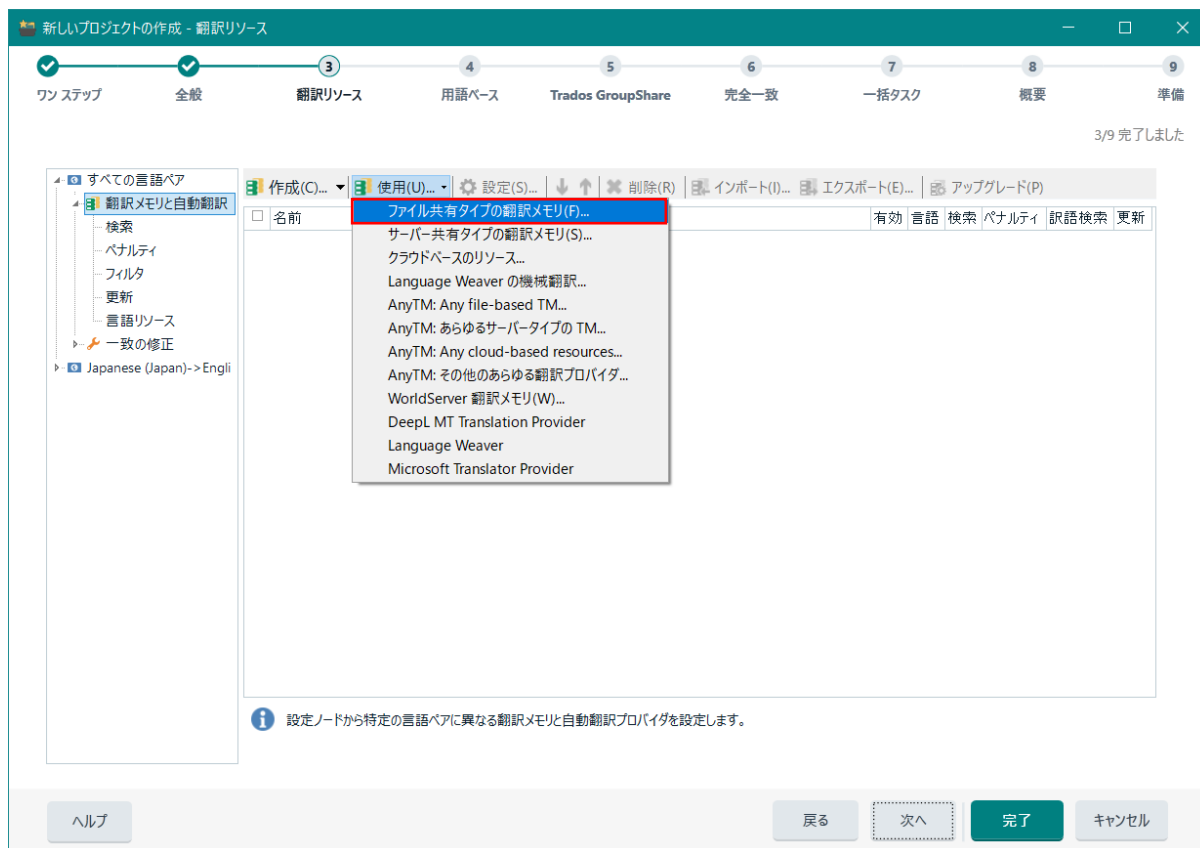 新しいプロジェクトの作成 - 翻訳リソース
3 4 5 6 7 8 9
ワン ステップ 全般 翻訳リソース 用語ベース Trados GroupShare 完全一致 一括タスク 概要 準備
3/9 完了しました
すべての言語ペア
翻訳メモリと自動翻訳
検索
ペナルティ
フィルタ
更新
言語リソース
一致の修正
Japanese (Japan)->Engli
作成(C)... 使用(U)... 設定(S)... 削除(R) インポート(I)... エクスポート(E)... アップグレード(P)
名前 有効 言語 検索 ペナルティ 訳語検索 更新
ファイル共有タイプの翻訳メモリ(F)...
サーバー共有タイプの翻訳メモリ(S)...
クラウドベースのリソース...
Language Weaver の機械翻訳...
AnyTM: Any file-based TM...
AnyTM: あらゆるサーバータイプの TM...
AnyTM: Any cloud-based resources...
AnyTM: その他のあらゆる翻訳プロバイダ...
WorldServer 翻訳メモリ(W)...
DeepL MT Translation Provider
Language Weaver
Microsoft Translator Provider
設定ノードから特定の言語ペアに異なる翻訳メモリと自動翻訳プロバイダを設定します。
ヘルプ 戻る 次へ 完了 キャンセル